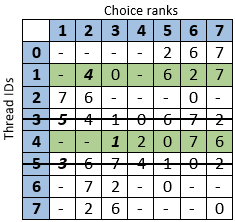 Choice ranks
1 2 3 4 5 6 7
Thread IDs
0 - - - - 2 6 7
1 - 4 0 - 6 2 7
2 7 6 - - - 0 -
3 5 4 1 0 6 7 2
4 - - 1 2 0 7 6
5 3 6 7 4 1 0 2
6 - 7 2 - 0 - -
7 - 2 6 - - - 0